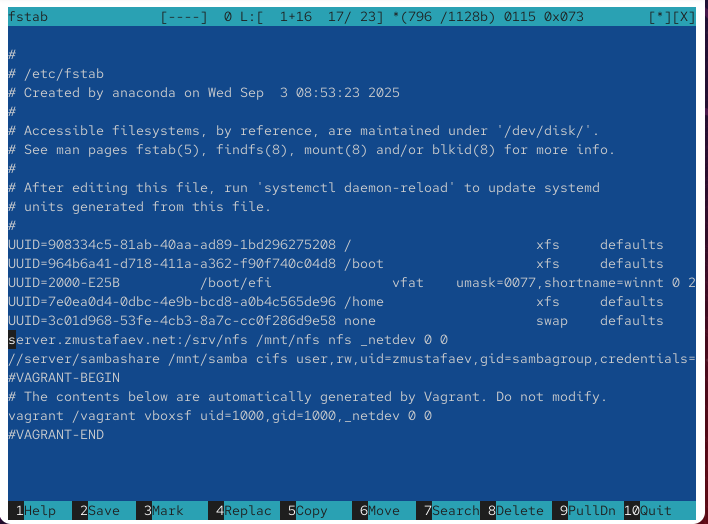 fstab [----] 0 L:[ 1+16 17/ 23] *(796 /1128b) 0115 0x073 [*][X]
#
# /etc/fstab
# Created by anaconda on Wed Sep  3 08:53:23 2025
#
# Accessible filesystems, by reference, are maintained under '/dev/disk/'.
# See man pages fstab(5), findfs(8), mount(8) and/or blkid(8) for more info.
#
# After editing this file, run 'systemctl daemon-reload' to update systemd
# units generated from this file.
#
UUID=908334c5-81ab-40aa-ad89-1bd296275208 / xfs defaults
UUID=964b6a41-d718-411a-a362-f90f740c04d8 /boot xfs defaults
UUID=2000-E25B /boot/efi vfat umask=0077,shortname=winnt 0 2
UUID=7e0ea0d4-0dbc-4e9b-bcd8-a0b4c565de96 /home xfs defaults
UUID=3c01d968-53fe-4cb3-8a7c-cc0f286d9e58 none swap defaults
server.zmustafaev.net:/srv/nfs /mnt/nfs nfs _netdev 0 0
//server/sambashare /mnt/samba cifs user,rw,uid=zmustafaev,gid=sambagroup,credentials=
#VAGRANT-BEGIN
# The contents below are automatically generated by Vagrant. Do not modify.
vagrant /vagrant vboxsf uid=1000,gid=1000,_netdev 0 0
#VAGRANT-END
1Help 2Save 3Mark 4Replac 5Copy 6Move 7Search 8Delete 9PullDn 10Quit